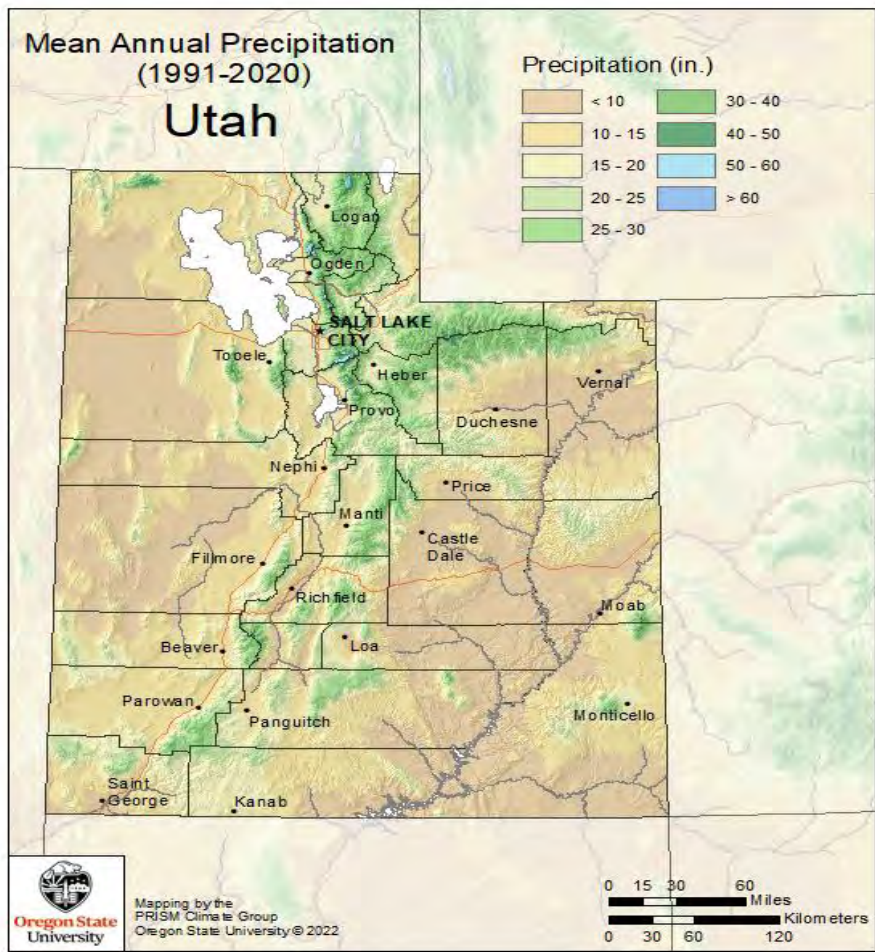 Mean Annual Precipitation
(1991-2020)
Utah
Precipitation (in.)
< 10
10 - 15
15 - 20
20 - 25
25 - 30
30 - 40
40 - 50
50 - 60
> 60
Logan
Ogden
SALT LAKE
CITY
Tooele
Heber
Vernal
Provo
Duchesne
Nephi
Price
Manti
Castle
Dale
Fillmore
Richfield
Moab
Beaver
Loa
Parowan
Panguitch
Monticello
Saint
George
Kanab
Oregon State
University
Mapping by the
PRISM Climate Group
Oregon State University © 2022
0 15 30 60
Miles
Kilometers
0 30 60 120